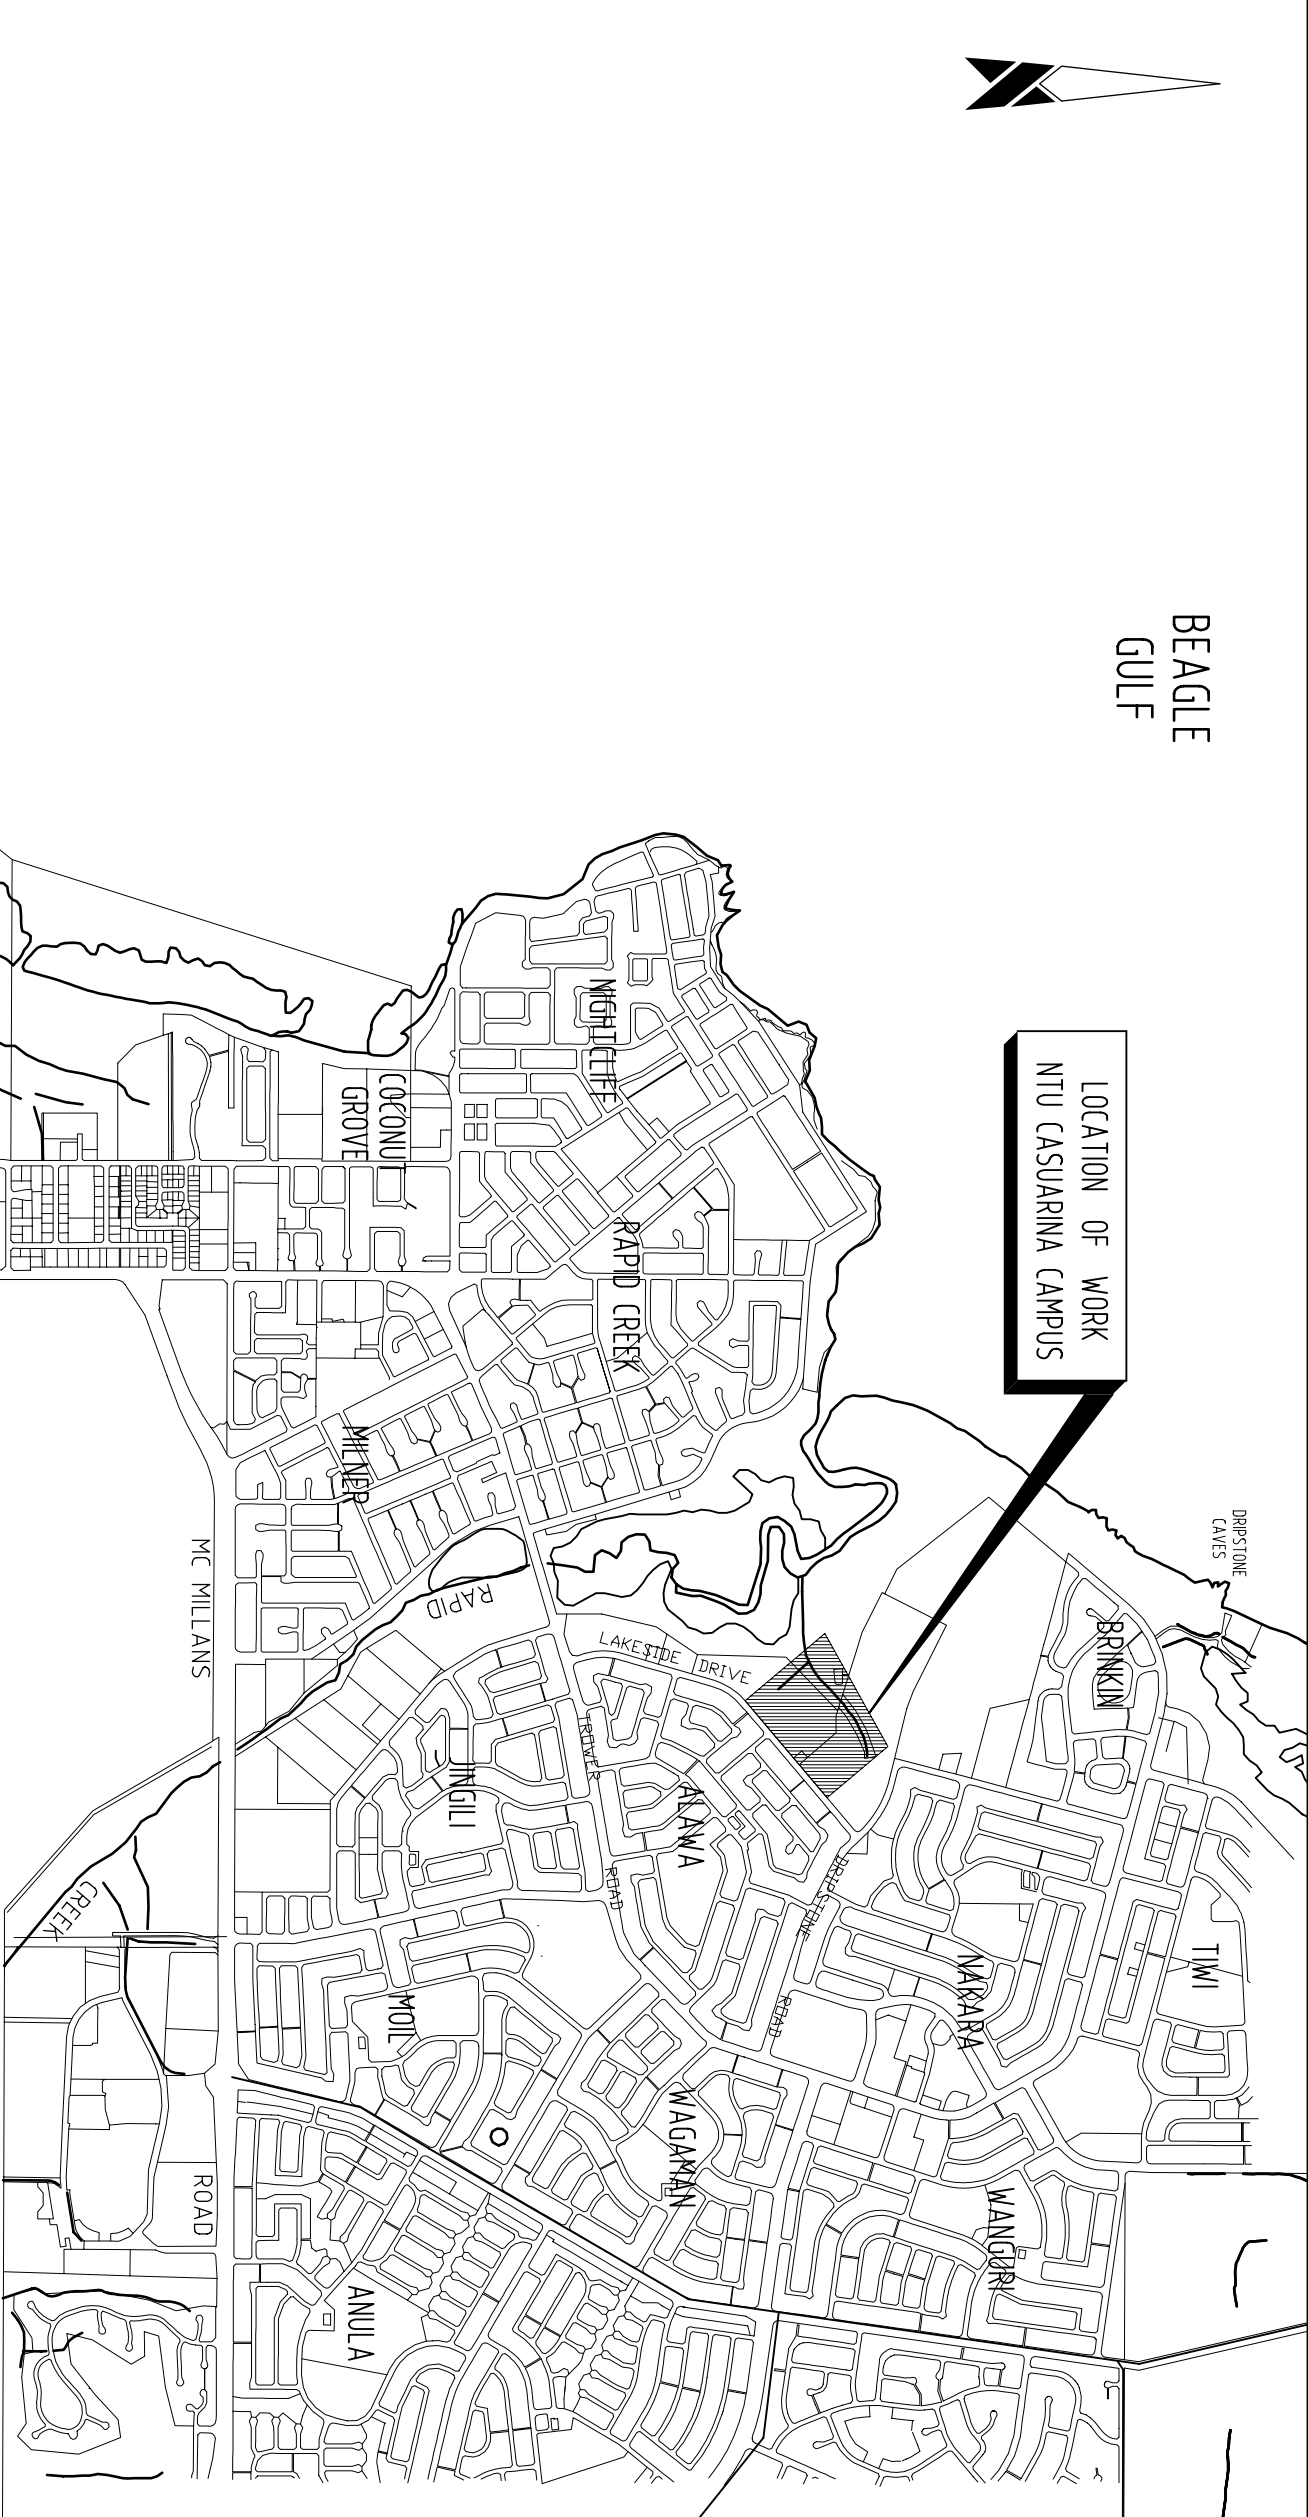 BEAGLE
GULF
LOCATION OF WORK
NTU CASUARINA CAMPUS
DRIPSTONE
CAVES
BRINKIN
TIWI
NIGHTCLIFF
RAPID CREEK
COCONUT
GROVE
MILNER
LAKESIDE DRIVE
TROWER
ROAD
ALAWA
DRIPSTONE
ROAD
NAKARA
WANGURI
WAGAMAN
JINGILI
MOIL
ANULA
RAPID
CREEK
MC MILLANS
ROAD